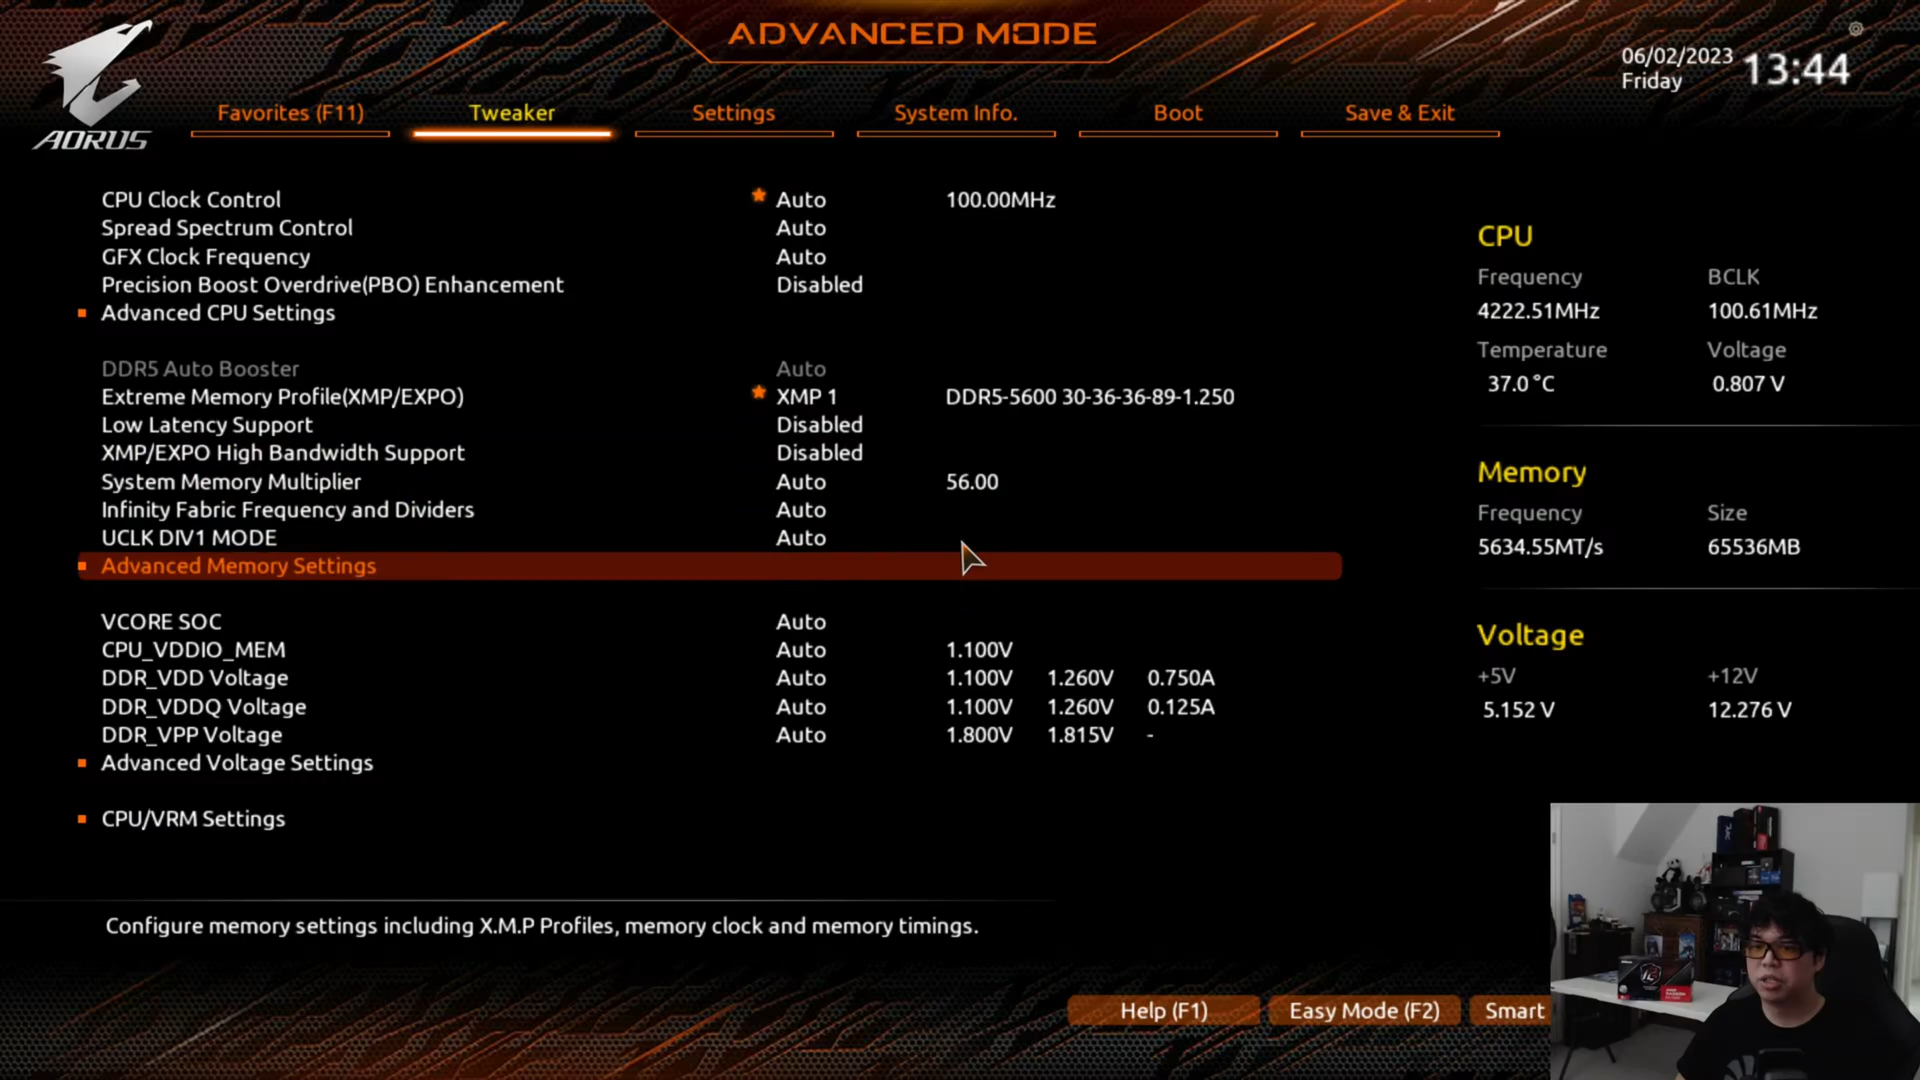 ADVANCED MODE
06/02/2023
Friday
13:44
AORUS
Favorites (F11)
Tweaker
Settings
System Info.
Boot
Save & Exit
CPU Clock Control Auto 100.00MHz
Spread Spectrum Control Auto
GFX Clock Frequency Auto
Precision Boost Overdrive(PBO) Enhancement Disabled
Advanced CPU Settings
DDR5 Auto Booster Auto
Extreme Memory Profile(XMP/EXPO) XMP 1 DDR5-5600 30-36-36-89-1.250
Low Latency Support Disabled
XMP/EXPO High Bandwidth Support Disabled
System Memory Multiplier Auto 56.00
Infinity Fabric Frequency and Dividers Auto
UCLK DIV1 MODE Auto
Advanced Memory Settings
VCORE SOC Auto
CPU_VDDIO_MEM Auto 1.100V
DDR_VDD Voltage Auto 1.100V 1.260V 0.750A
DDR_VDDQ Voltage Auto 1.100V 1.260V 0.125A
DDR_VPP Voltage Auto 1.800V 1.815V -
Advanced Voltage Settings
CPU/VRM Settings
CPU
Frequency BCLK
4222.51MHz 100.61MHz
Temperature Voltage
37.0 °C 0.807 V
Memory
Frequency Size
5634.55MT/s 65536MB
Voltage
+5V +12V
5.152 V 12.276 V
Configure memory settings including X.M.P Profiles, memory clock and memory timings.
Help (F1)
Easy Mode (F2)
Smart